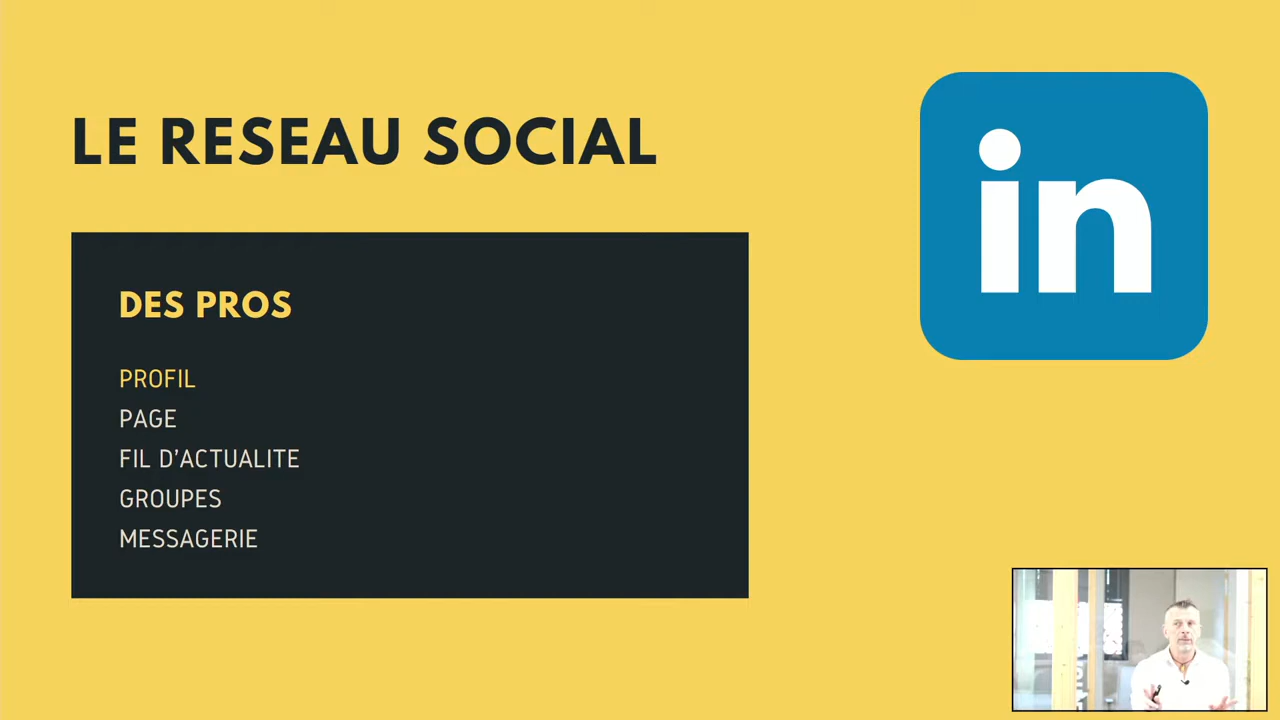 LE RESEAU SOCIAL
in
DES PROS
PROFIL
PAGE
FIL D’ACTUALITE
GROUPES
MESSAGERIE